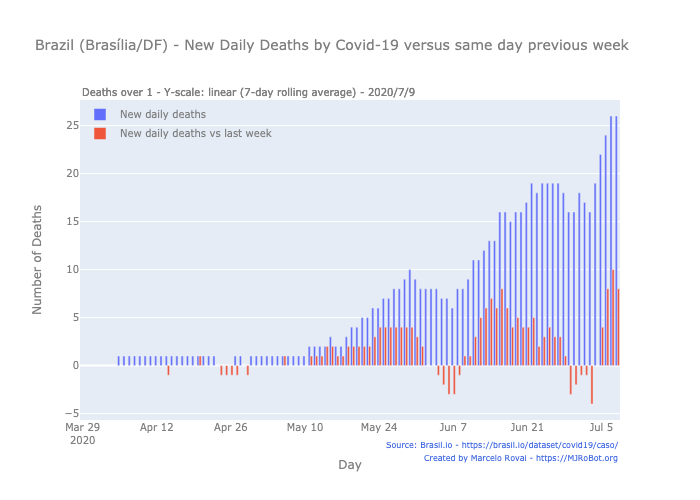 Brazil (Brasília/DF) - New Daily Deaths by Covid-19 versus same day previous week
Deaths over 1 - Y-scale: linear (7-day rolling average) - 2020/7/9
New daily deaths
New daily deaths vs last week
25
20
15
10
5
0
−5
Number of Deaths
Mar 29 Apr 12 Apr 26 May 10 May 24 Jun 7 Jun 21 Jul 5
2020
Source: Brasil.io - https://brasil.io/dataset/covid19/caso/
Created by Marcelo Rovai - https://MJRoBot.org
Day